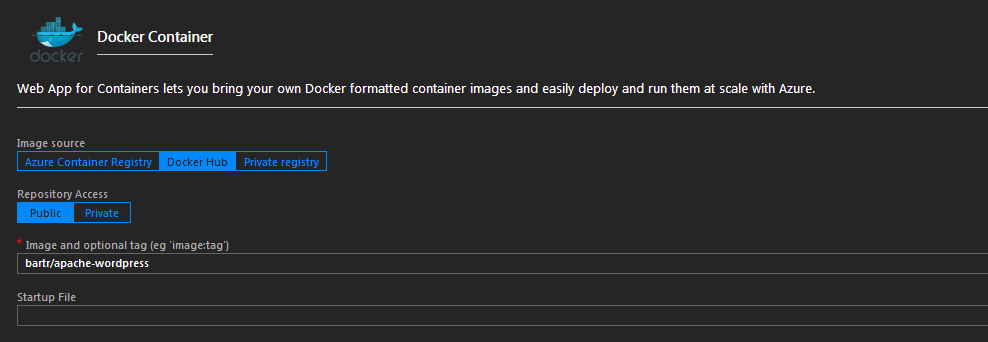 docker
Docker Container
Web App for Containers lets you bring your own Docker formatted container images and easily deploy and run them at scale with Azure.
Image source
Azure Container Registry Docker Hub Private registry
Repository Access
Public Private
* Image and optional tag (eg 'image:tag')
bartr/apache-wordpress
Startup File